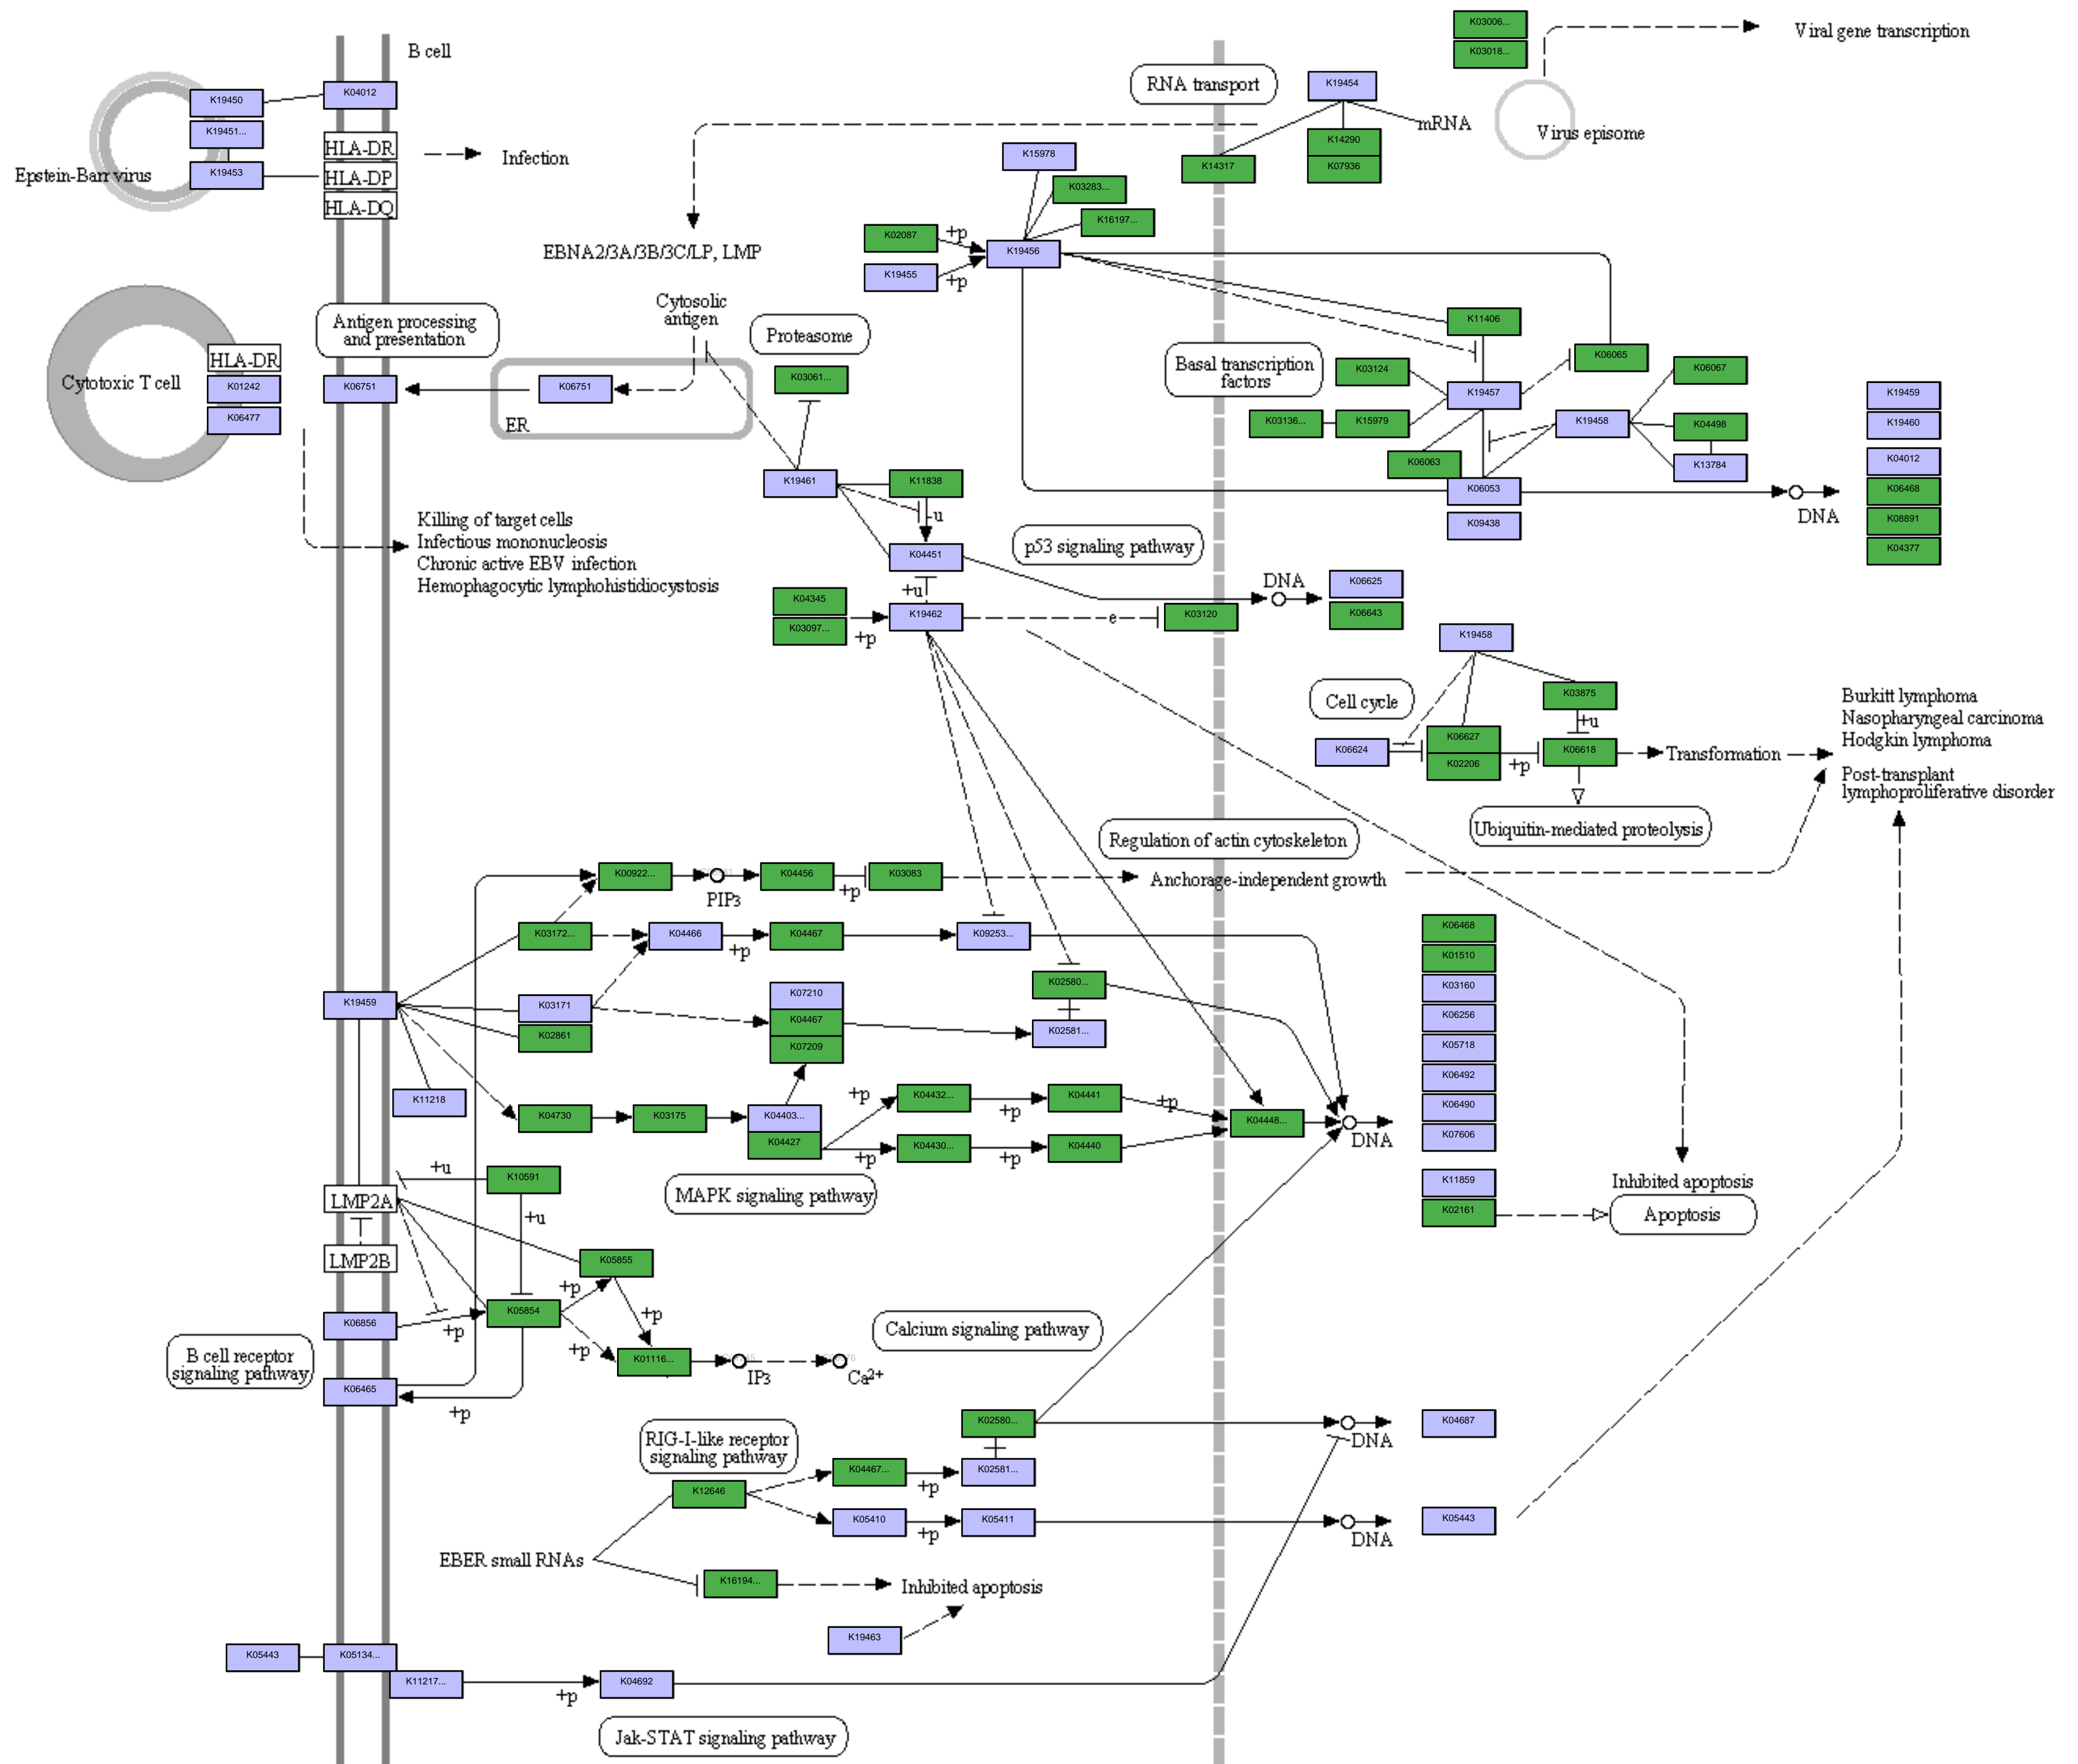 B cell
K03006...
K03018...
Viral gene transcription
RNA transport
K19454
K19450
K04012
K19451...
mRNA
Virus episome
K14290
K07936
K14317
HLA-DR
Infection
K15978
K19453
HLA-DP
Epstein-Barr virus
HLA-DQ
K03283...
K16197...
K02087
+p
K19456
EBNA2/3A/3B/3C/LP, LMP
K19455
+p
Cytosolic
antigen
Antigen processing
and presentation
Proteasome
K11406
HLA-DR
Cytotoxic T cell
K01242
K06477
K06751
K06751
ER
K03061...
Basal transcription
factors
K03124
K06065
K06067
K19457
K19459
K19460
K03136...
K15979
K19458
K04498
K06063
K13784
K04012
K19461
K11838
K06053
K06468
DNA
K09438
K08891
K04377
Killing of target cells
Infectious mononucleosis
Chronic active EBV infection
Hemophagocytic lymphohistidiocystosis
-u
p53 signaling pathway
K04451
+u
DNA
K06625
K06643
K04345
K03097...
+p
K19462
e
K03120
K19458
Cell cycle
K03875
+u
Burkitt lymphoma
Nasopharyngeal carcinoma
Hodgkin lymphoma
K06624
K06627
K02206
+p
K06618
Transformation
Post-transplant
lymphoproliferative disorder
Ubiquitin-mediated proteolysis
Regulation of actin cytoskeleton
K00922...
PIP3
K04456
+p
K03083
Anchorage-independent growth
K03172...
K04466
+p
K04467
K09253...
K06468
K01510
K03160
K06256
K05718
K06492
K06490
K07606
K02580...
K19459
K03171
K02861
K07210
K04467
K07209
K02581...
K11218
K04730
K03175
K04403...
K04427
+p
K04432...
+p
K04441
+p
K04448...
DNA
+p
K04430...
+p
K04440
+u
K10591
MAPK signaling pathway
K11859
K02161
Inhibited apoptosis
Apoptosis
LMP2A
+u
LMP2B
K05855
+p
K05854
+p
K06856
+p
+p
K01116...
IP3
Ca2+
Calcium signaling pathway
B cell receptor
signaling pathway
K06465
+p
RIG-I-like receptor
signaling pathway
K02580...
DNA
K04687
K12646
K04467...
+p
K02581...
K05410
+p
K05411
DNA
K05443
EBER small RNAs
K16194...
Inhibited apoptosis
K19463
K05443
K05134...
K11217...
+p
K04692
Jak-STAT signaling pathway